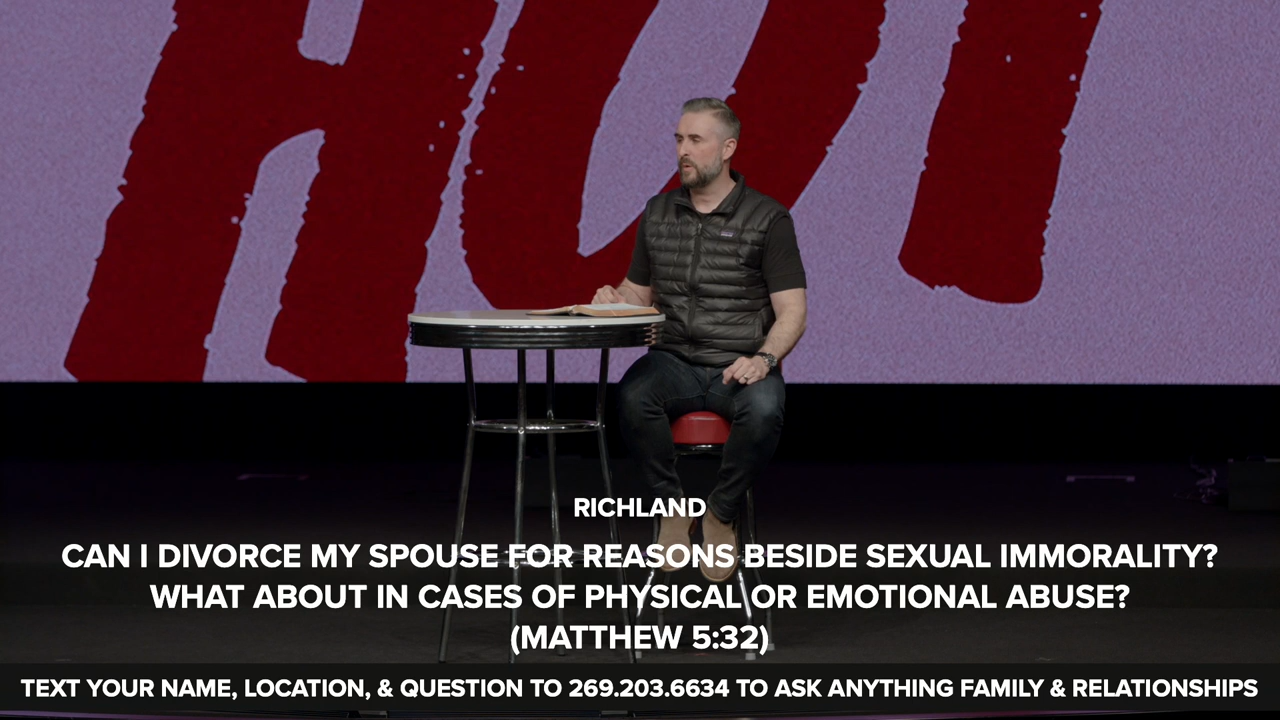 RICHLAND
CAN I DIVORCE MY SPOUSE FOR REASONS BESIDE SEXUAL IMMORALITY?
WHAT ABOUT IN CASES OF PHYSICAL OR EMOTIONAL ABUSE?
(MATTHEW 5:32)
TEXT YOUR NAME, LOCATION, & QUESTION TO 269.203.6634 TO ASK ANYTHING FAMILY & RELATIONSHIPS